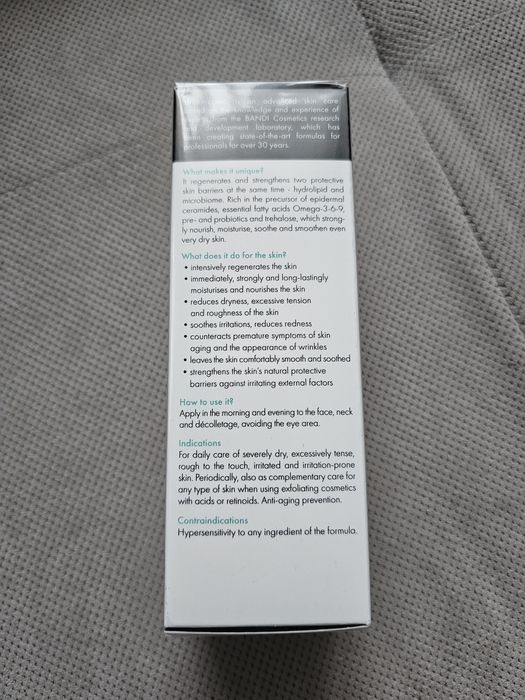 an advanced skin care
knowledge and experience of
from the BANDI Cosmetics research
and development laboratory, which has
been creating state-of-the-art formulas for
professionals for over 30 years.
What makes it unique?
It regenerates and strengthens two protective
skin barriers at the same time - hydrolipid and
microbiome. Rich in the precursor of epidermal
ceramides, essential fatty acids Omega-3-6-9,
pre- and probiotics and trehalose, which strong-
ly nourish, moisturise, soothe and smoothen even
very dry skin.
What does it do for the skin?
• intensively regenerates the skin
• immediately, strongly and long-lastingly
moisturises and nourishes the skin
• reduces dryness, excessive tension
and roughness of the skin
• soothes irritations, reduces redness
• counteracts premature symptoms of skin
aging and the appearance of wrinkles
• leaves the skin comfortably smooth and soothed
• strengthens the skin's natural protective
barriers against irritating external factors
How to use it?
Apply in the morning and evening to the face, neck
and décolletage, avoiding the eye area.
Indications
For daily care of severely dry, excessively tense,
rough to the touch, irritated and irritation-prone
skin. Periodically, also as complementary care for
any type of skin when using exfoliating cosmetics
with acids or retinoids. Anti-aging prevention.
Contraindications
Hypersensitivity to any ingredient of the formula.